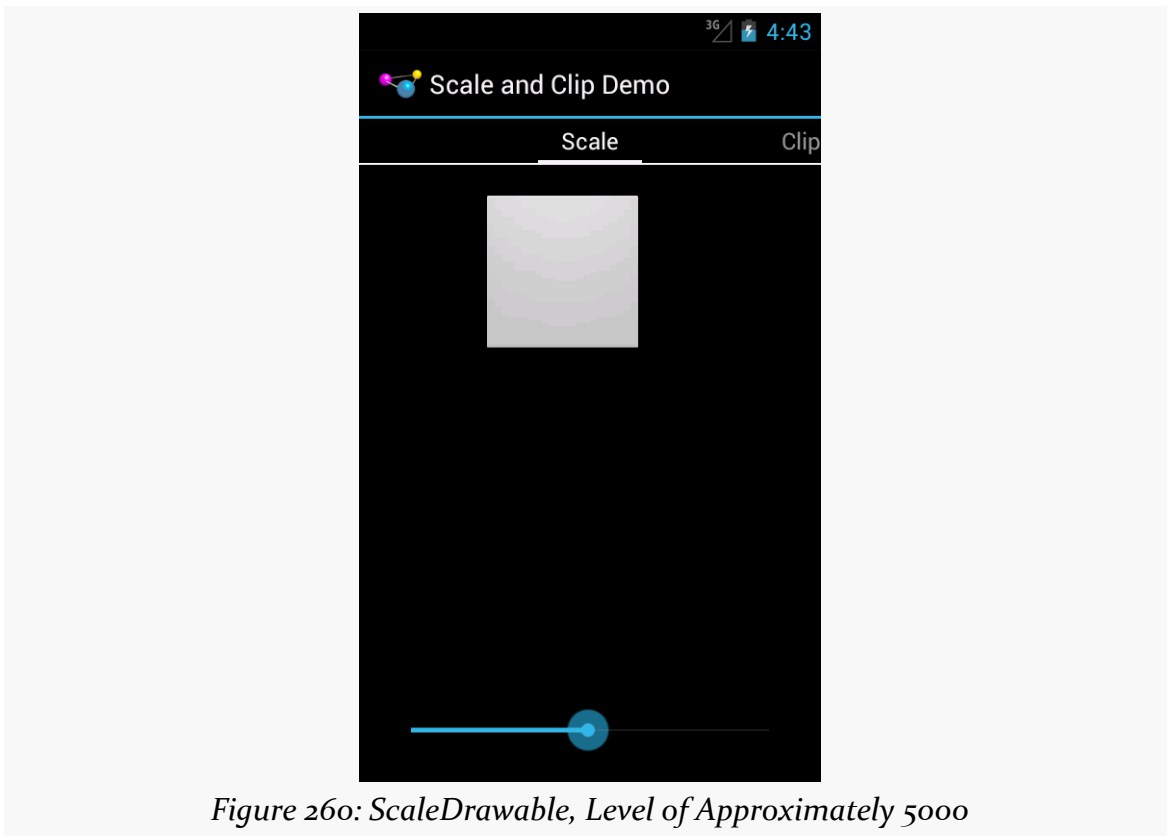 3G 4:43
Scale and Clip Demo
Scale Clip
Figure 260: ScaleDrawable, Level of Approximately 5000